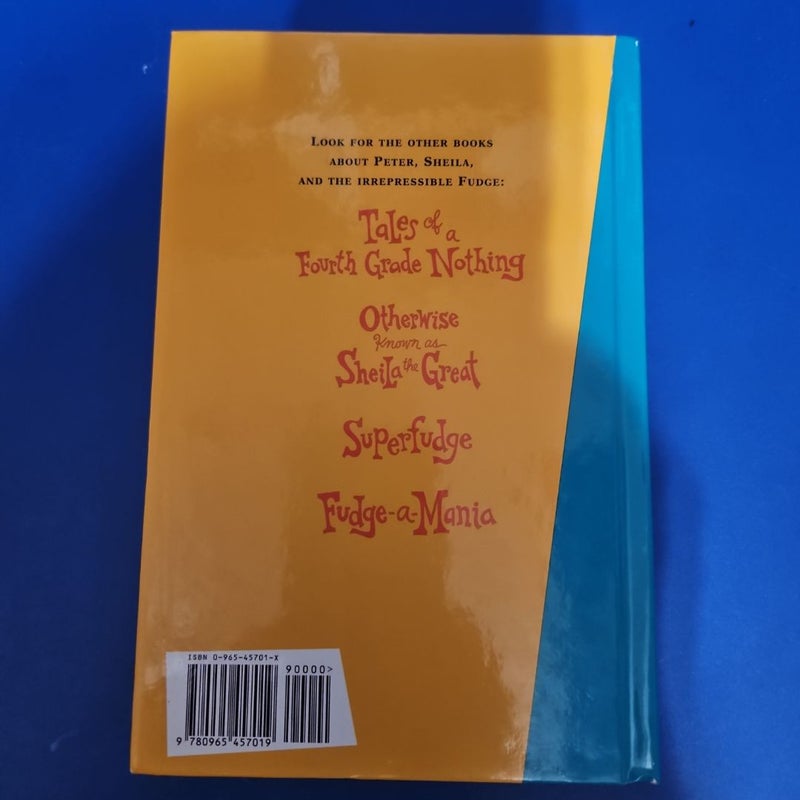 LOOK FOR THE OTHER BOOKS
ABOUT PETER, SHEILA,
AND THE IRREPRESSIBLE FUDGE:
Tales of a
Fourth Grade Nothing
Otherwise
Known as
Sheila the Great
Superfudge
Fudge-a-Mania
ISBN 0-965-45701-X
90000>
9 780965 457019